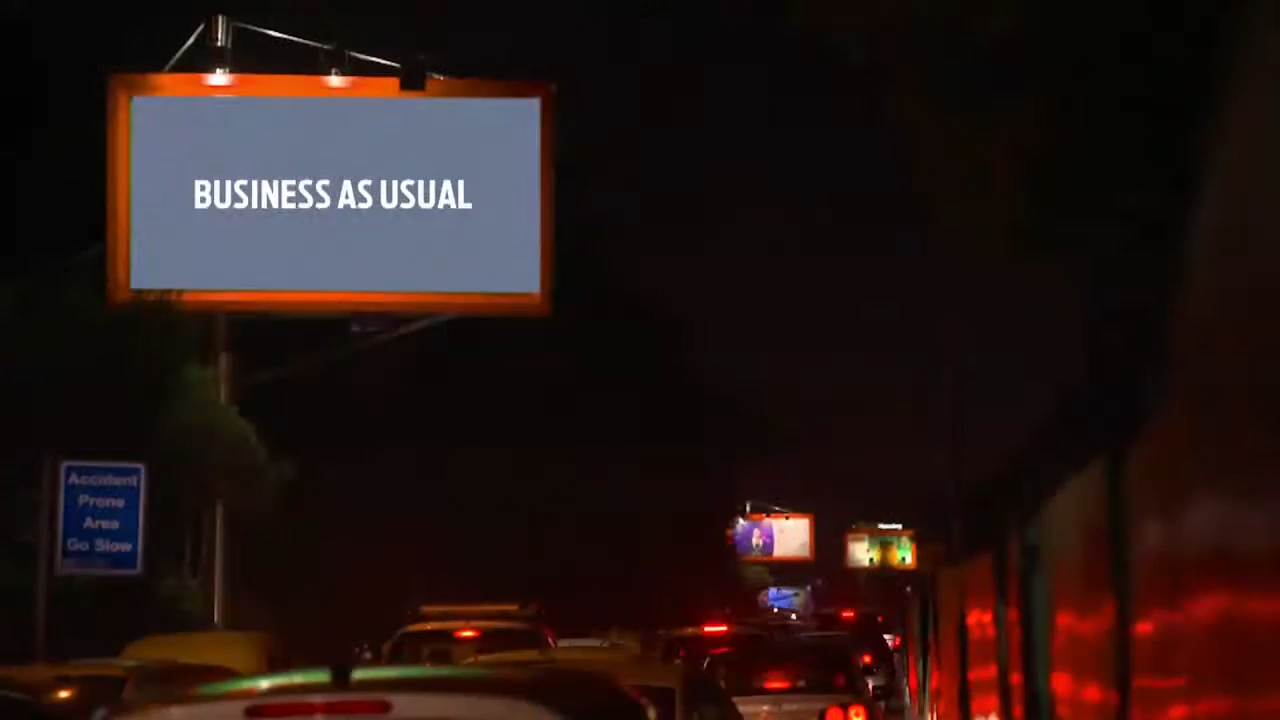 BUSINESS AS USUAL
Accident
Prone
Area
Go Slow